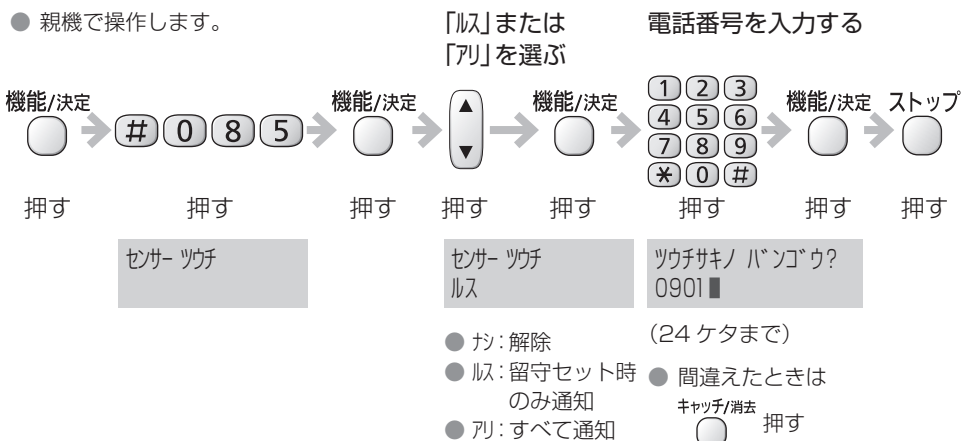 ● 親機で操作します。
「ﾙｽ」または
「ｱﾘ」を選ぶ
電話番号を入力する
機能/決定
# 0 8 5
機能/決定
▲
▼
機能/決定
1 2 3
4 5 6
7 8 9
* 0 #
機能/決定
ストップ
押す
押す
押す
押す
押す
押す
押す
押す
ｾﾝｻｰ ﾂｳﾁ
ｾﾝｻｰ ﾂｳﾁ
ﾙｽ
ﾂｳﾁｻｷﾉ ﾊﾞﾝｺﾞｳ?
0901
● ﾅｼ：解除
● ﾙｽ：留守セット時
のみ通知
● ｱﾘ：すべて通知
（24 ケタまで）
● 間違えたときは
キャッチ/消去
押す